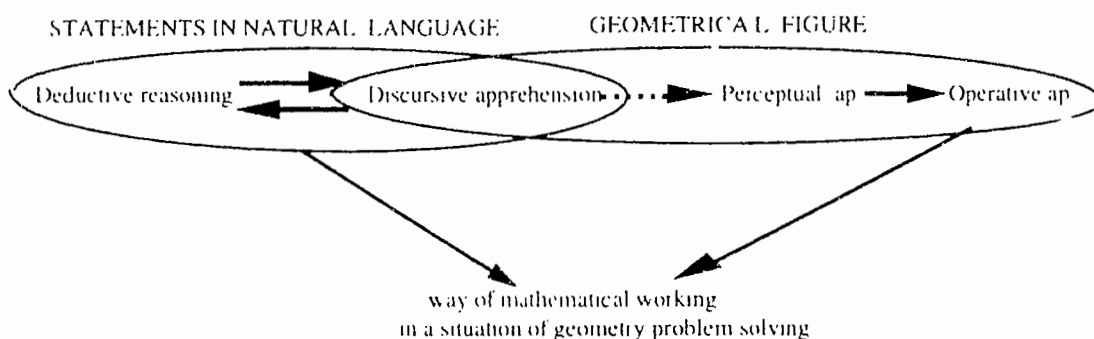 STATEMENTS IN NATURAL LANGUAGE GEOMETRICAL FIGURE
Deductive reasoning Discursive apprehension Perceptual ap Operative ap
way of mathematical working
in a situation of geometry problem solving